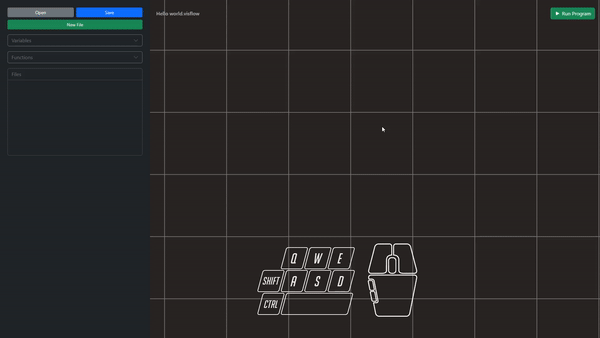 Open
Save
Hello world.visflow
Run Program
New File
Variables
Functions
Files
Q W E
SHIFT A S D
CTRL